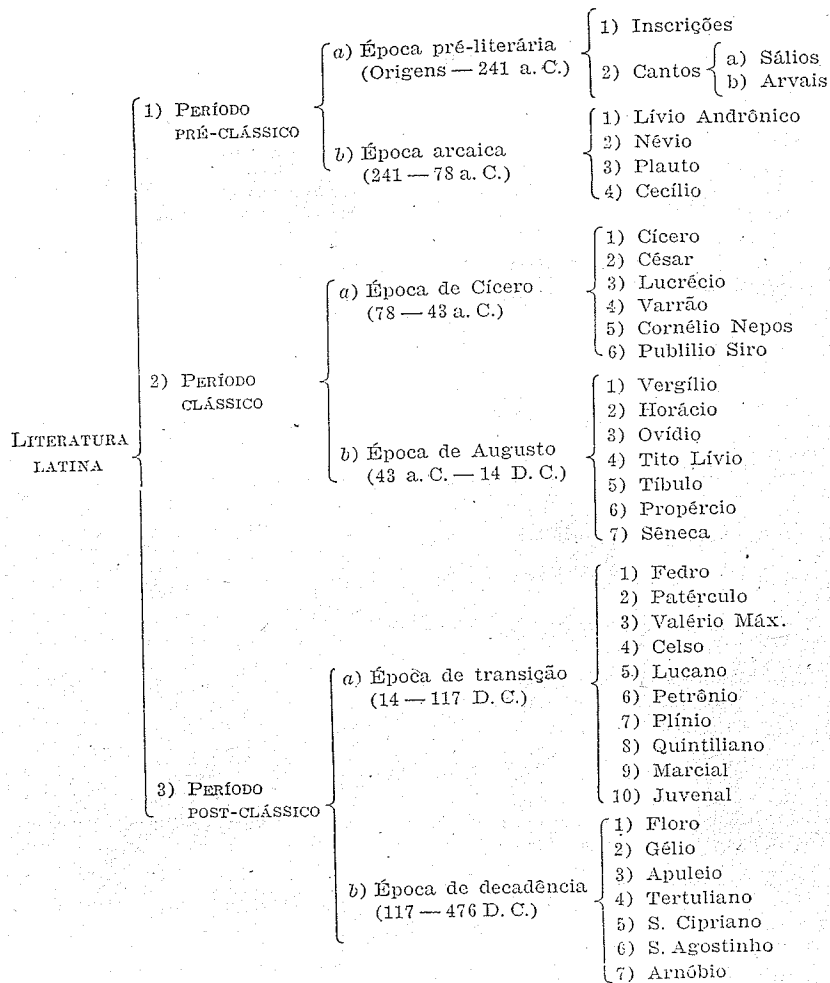 LITERATURA
LATINA
1) PERÍODO
PRÉ-CLÁSSICO
a) Época pré-literária
(Origens — 241 a. C.)
1) Inscrições
2) Cantos
a) Sálios
b) Arvais
b) Época arcaica
(241 — 78 a. C.)
1) Lívio Andrônico
2) Névio
3) Plauto
4) Cecílio
2) PERÍODO
CLÁSSICO
a) Época de Cícero
(78 — 43 a. C.)
1) Cícero
2) César
3) Lucrécio
4) Varrão
5) Cornélio Nepos
6) Publilio Siro
b) Época de Augusto
(43 a. C. — 14 D. C.)
1) Vergílio
2) Horácio
3) Ovídio
4) Tito Lívio
5) Tíbulo
6) Propércio
7) Sêneca
3) PERÍODO
POST-CLÁSSICO
a) Época de transição
(14 — 117 D. C.)
1) Fedro
2) Patérculo
3) Valério Máx.
4) Celso
5) Lucano
6) Petrônio
7) Plínio
8) Quintiliano
9) Marcial
10) Juvenal
b) Época de decadência
(117 — 476 D. C.)
1) Floro
2) Gélio
3) Apuleio
4) Tertuliano
5) S. Cipriano
6) S. Agostinho
7) Arnóbio